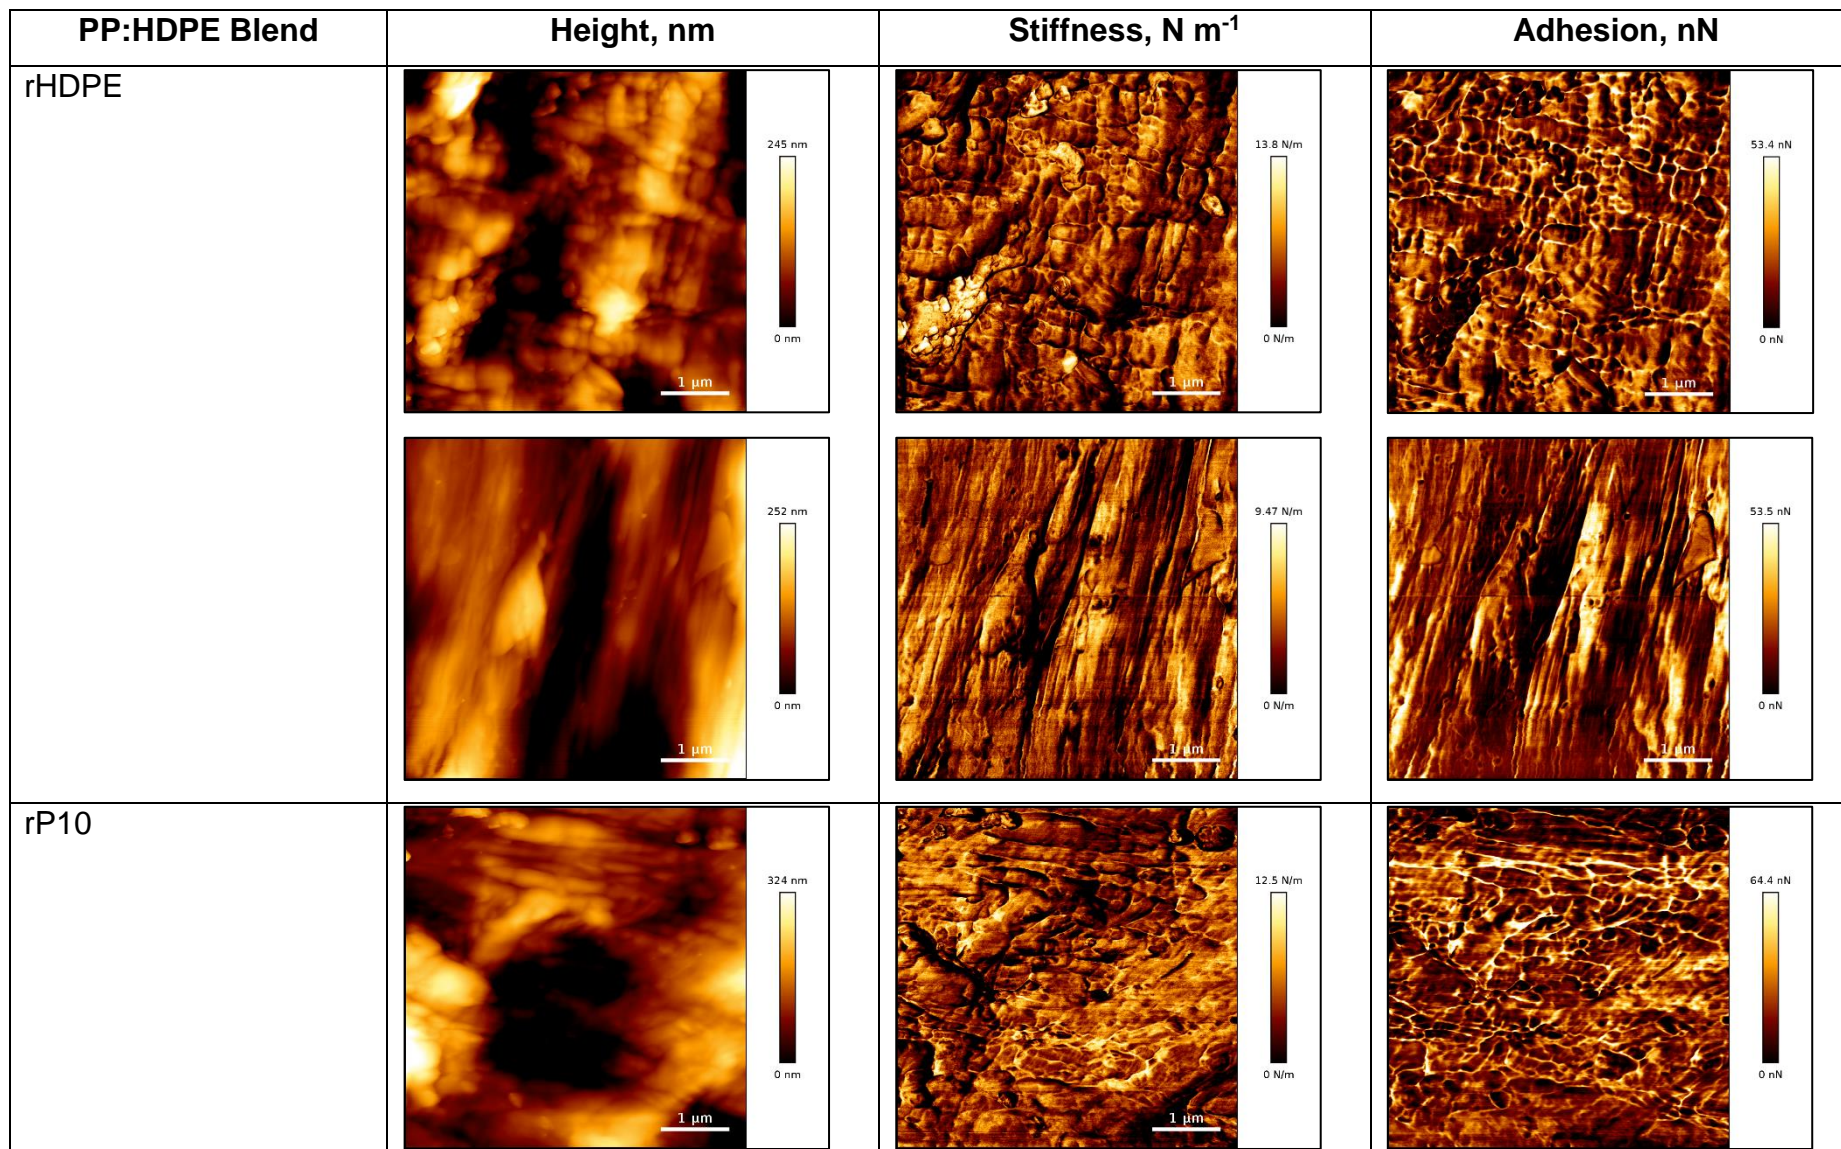 PP:HDPE Blend
Height, nm
Stiffness, N m-1
Adhesion, nN
rHDPE
245 nm
0 nm
1 µm
13.8 N/m
0 N/m
1 µm
53.4 nN
0 nN
1 µm
252 nm
0 nm
1 µm
9.47 N/m
0 N/m
1 µm
53.5 nN
0 nN
1 µm
rP10
324 nm
0 nm
1 µm
12.5 N/m
0 N/m
1 µm
64.4 nN
0 nN